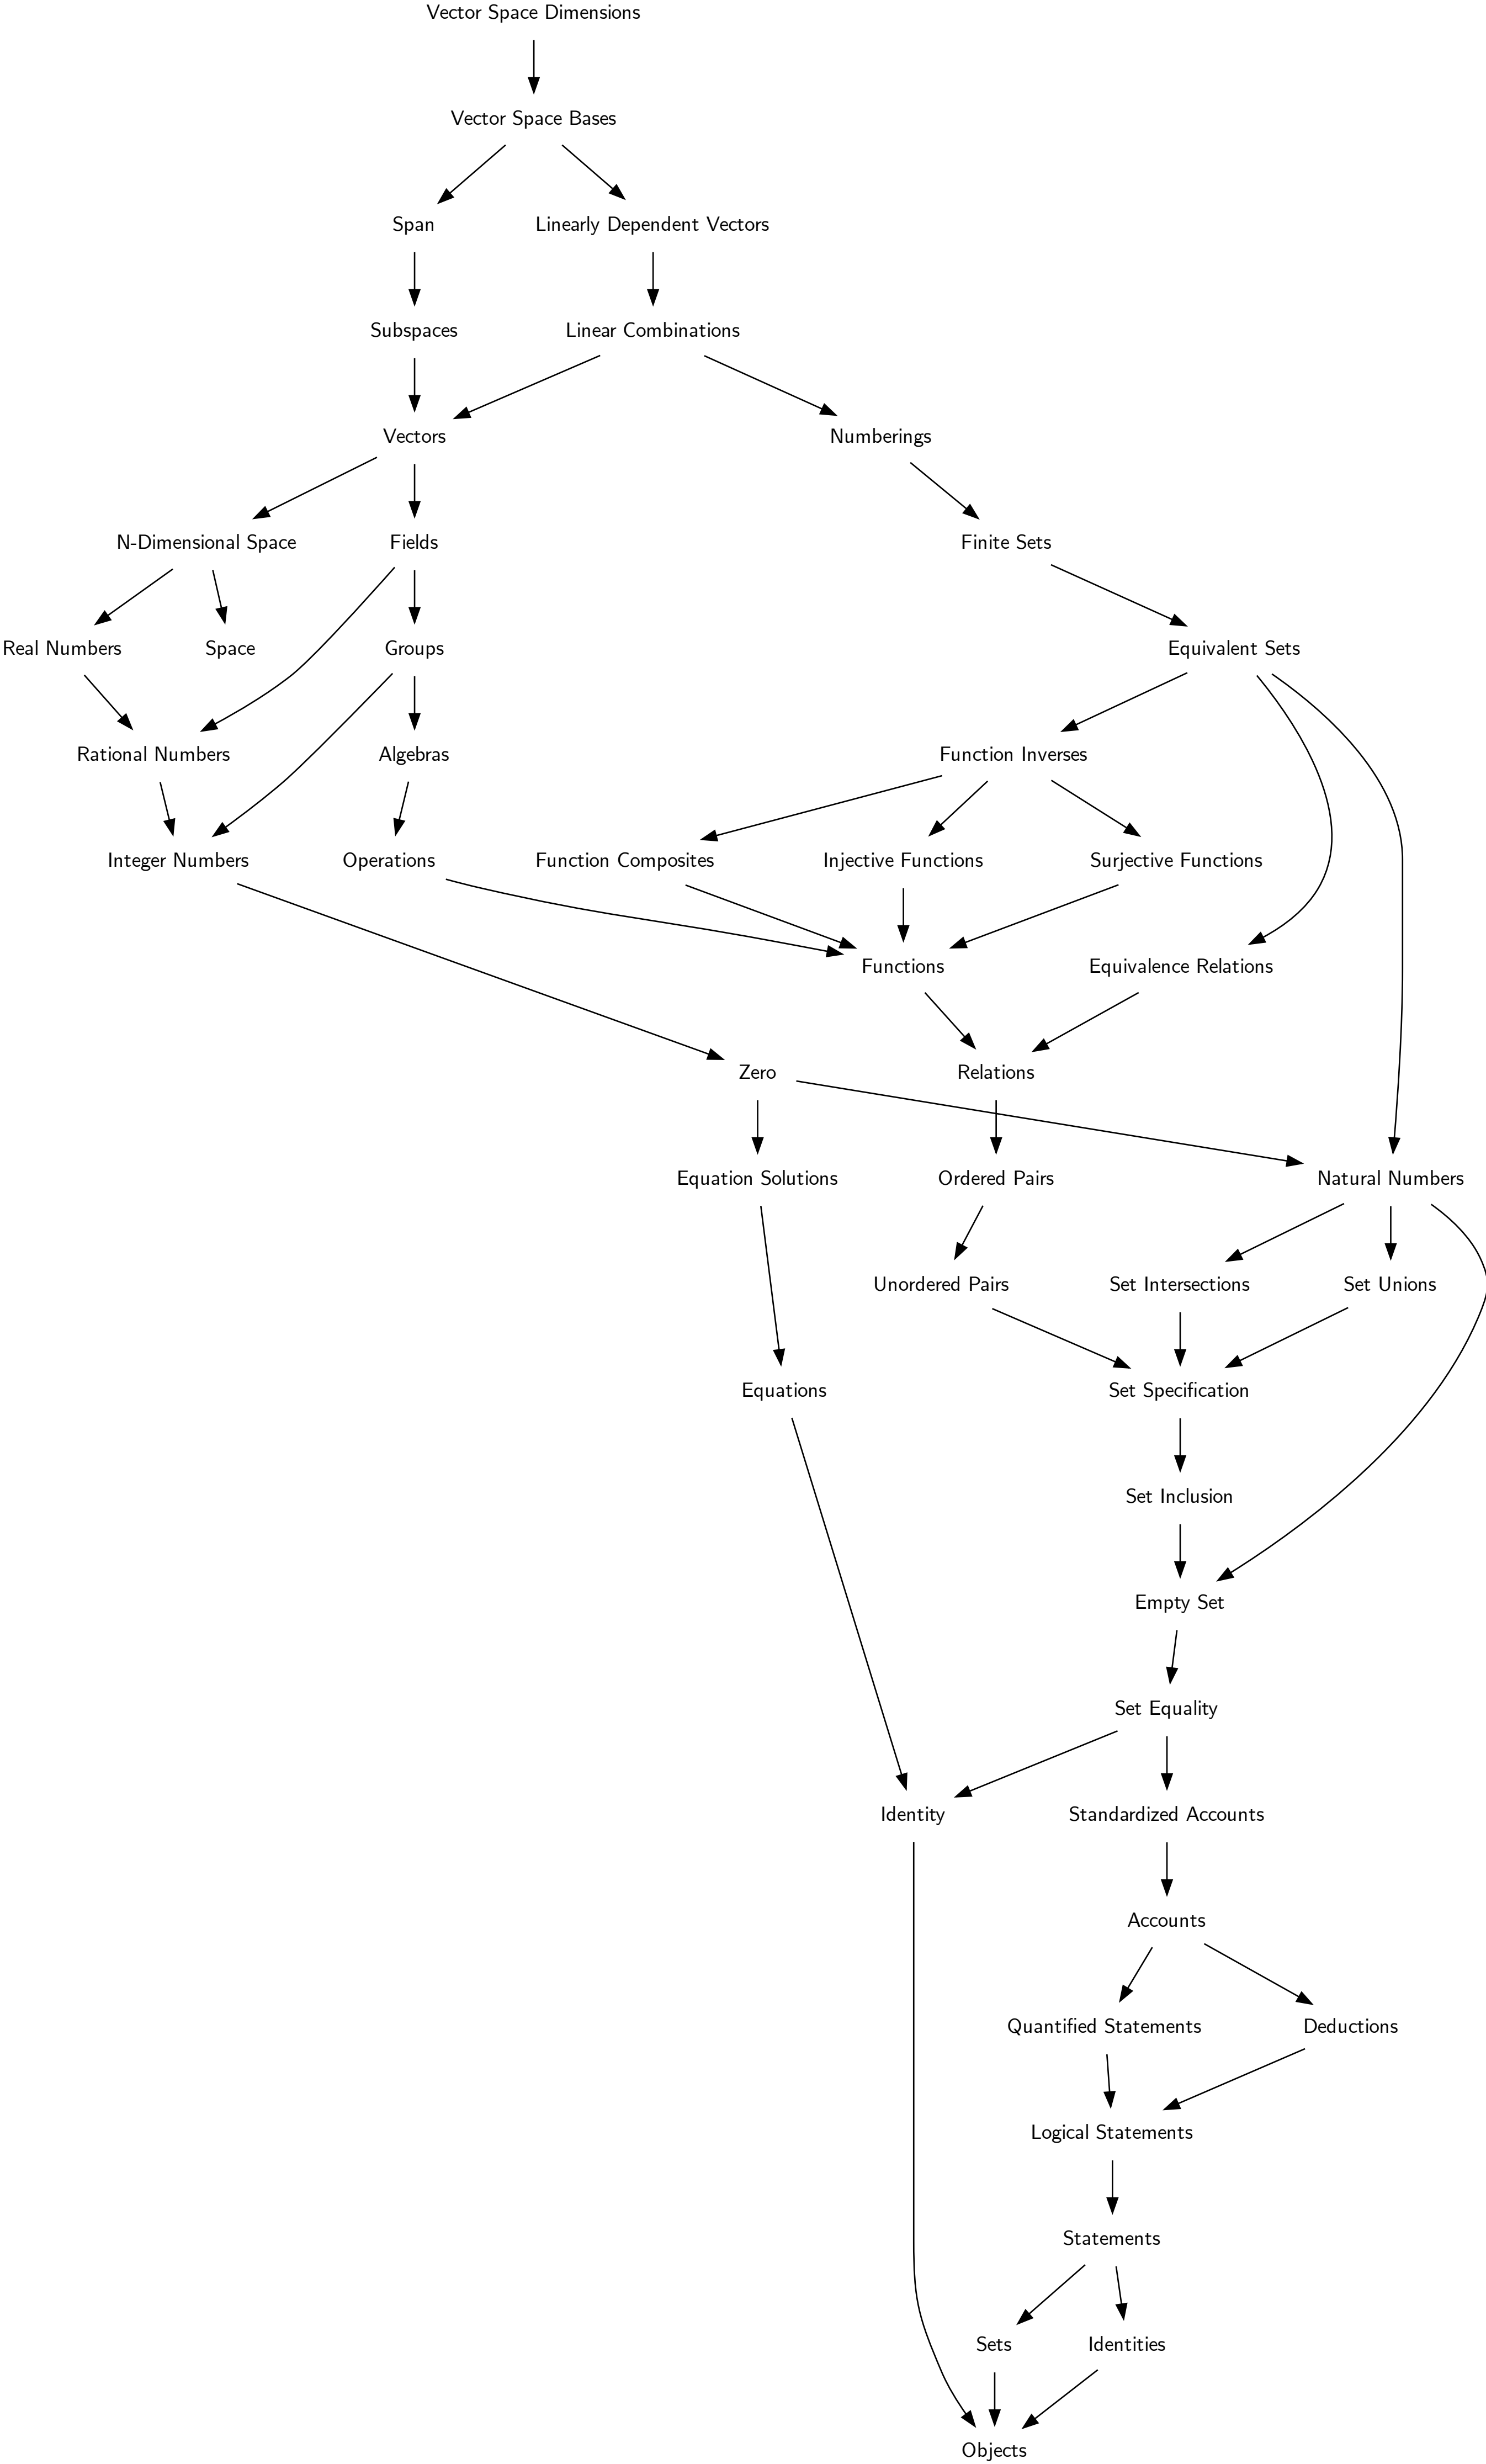 Vector Space Dimensions
Vector Space Bases
Span
Linearly Dependent Vectors
Subspaces
Linear Combinations
Vectors
Numberings
N-Dimensional Space
Fields
Finite Sets
Real Numbers
Space
Groups
Equivalent Sets
Rational Numbers
Algebras
Function Inverses
Integer Numbers
Operations
Function Composites
Injective Functions
Surjective Functions
Functions
Equivalence Relations
Zero
Relations
Equation Solutions
Ordered Pairs
Natural Numbers
Unordered Pairs
Set Intersections
Set Unions
Equations
Set Specification
Set Inclusion
Empty Set
Set Equality
Identity
Standardized Accounts
Accounts
Quantified Statements
Deductions
Logical Statements
Statements
Sets
Identities
Objects